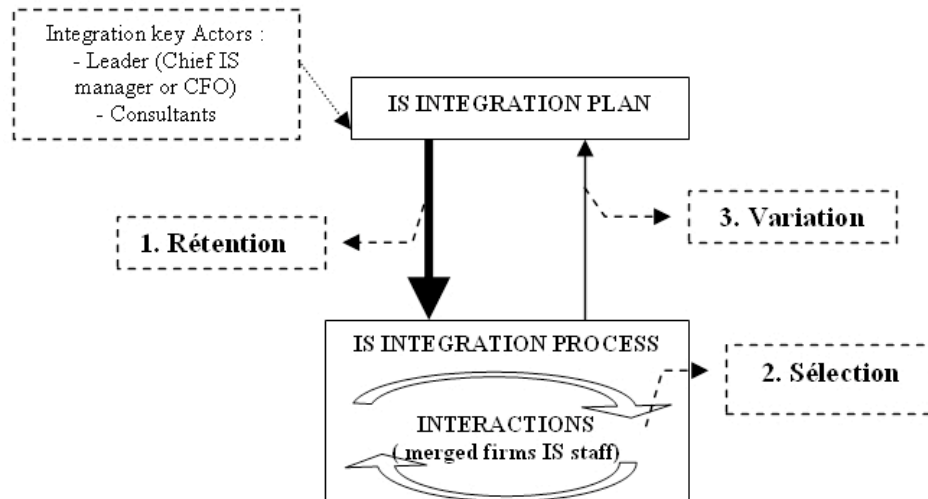 Integration key Actors :
- Leader (Chief IS
manager or CFO)
- Consultants
IS INTEGRATION PLAN
1. Rétention
3. Variation
IS INTEGRATION PROCESS
2. Sélection
INTERACTIONS
( merged firms IS staff)